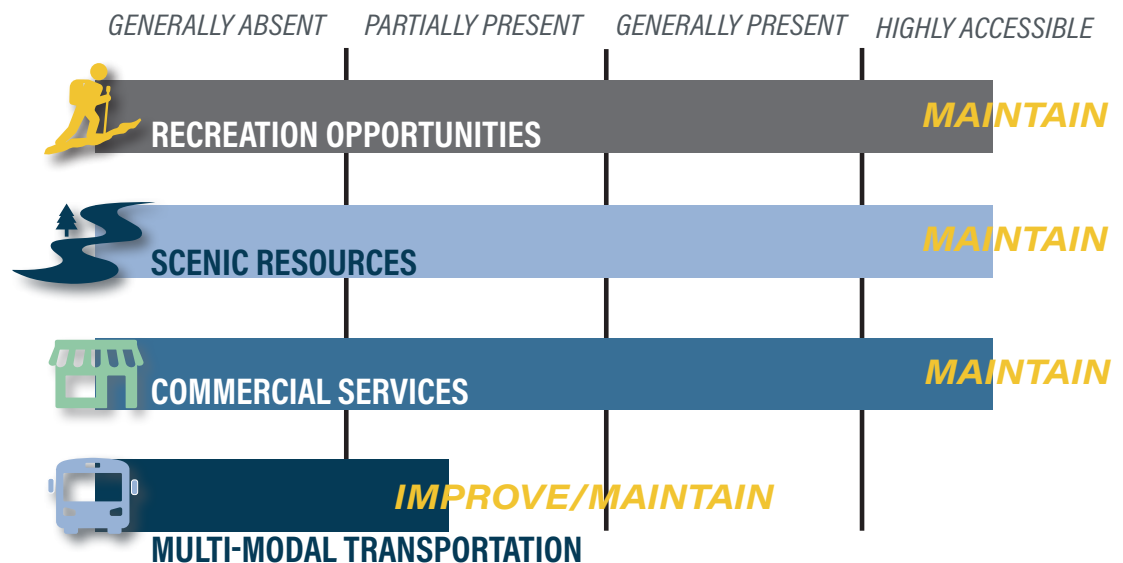 GENERALLY ABSENT PARTIALLY PRESENT GENERALLY PRESENT HIGHLY ACCESSIBLE
MAINTAIN
RECREATION OPPORTUNITIES
MAINTAIN
SCENIC RESOURCES
MAINTAIN
COMMERCIAL SERVICES
IMPROVE/MAINTAIN
MULTI-MODAL TRANSPORTATION